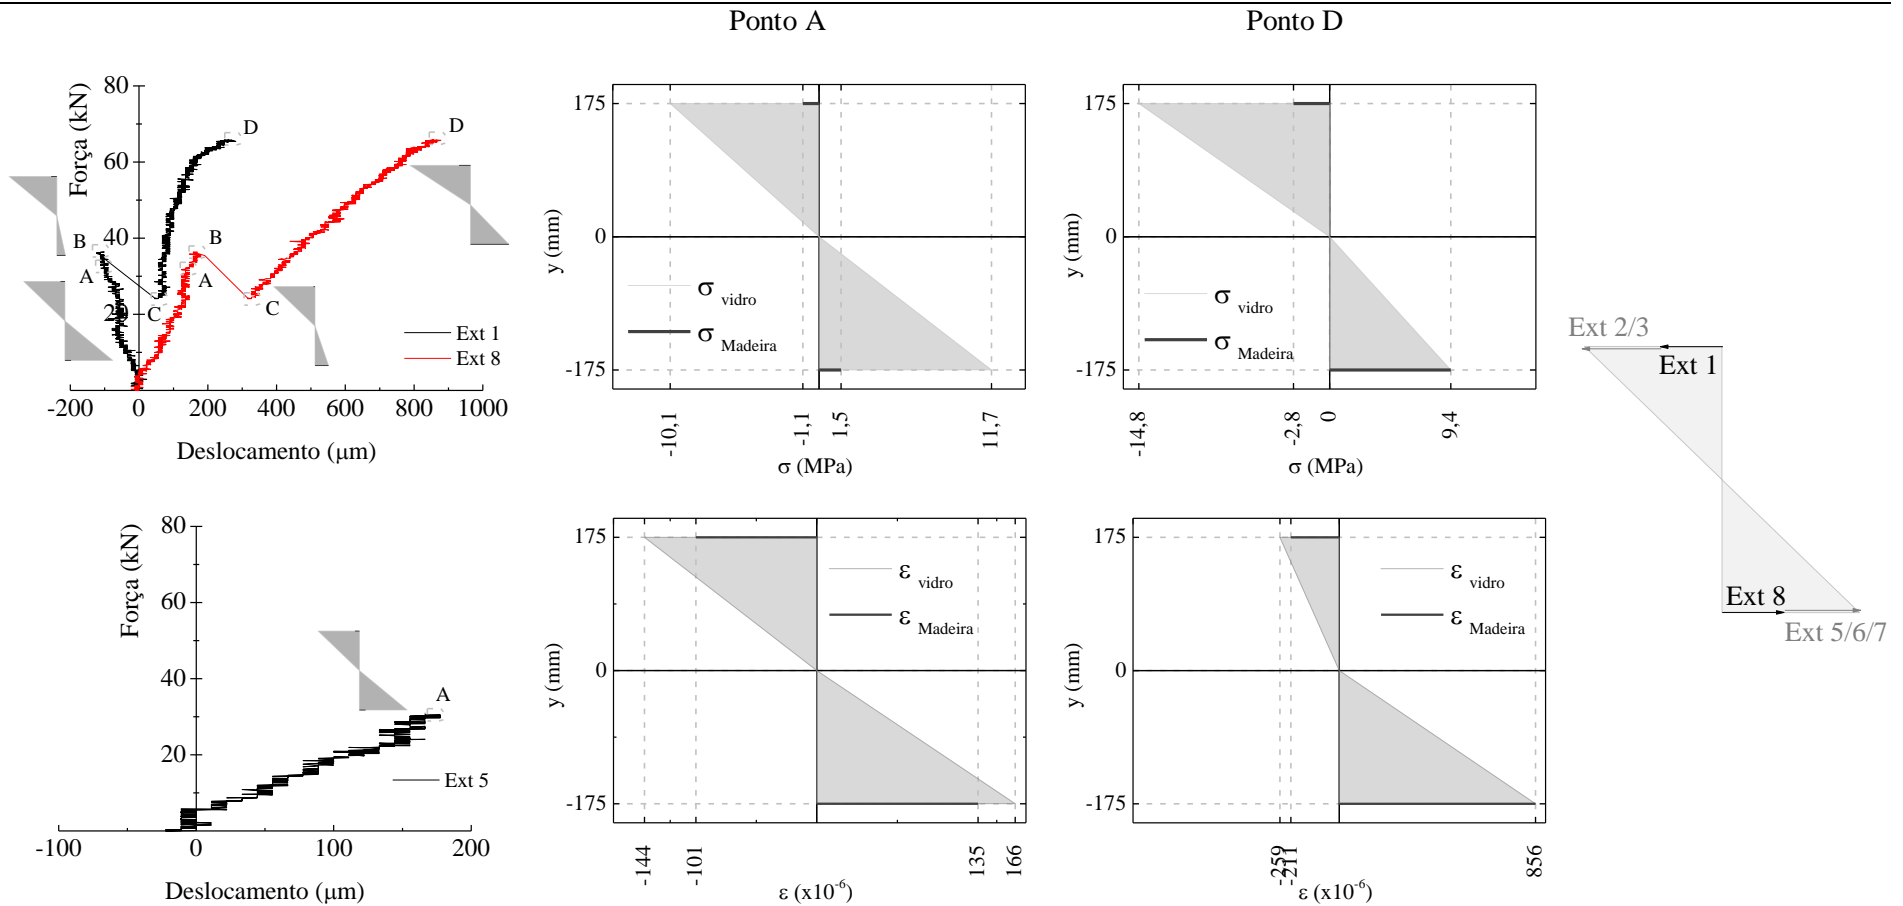 Ponto A
Ponto D
Força (kN)
80
60
40
20
B
A
C
D
B
A
C
D
Ext 1
Ext 8
-200 0 200 400 600 800 1000
Deslocamento (μm)
y (mm)
175
0
-175
σ vidro
σ Madeira
-10,1 -1,1 1,5 11,7
σ (MPa)
y (mm)
175
0
-175
σ vidro
σ Madeira
-14,8 -2,8 0 9,4
σ (MPa)
Ext 2/3
Ext 1
Ext 8
Ext 5/6/7
Força (kN)
80
60
40
20
A
Ext 5
-100 0 100 200
Deslocamento (μm)
y (mm)
175
0
-175
ε vidro
ε Madeira
-144 -101 135 166
ε (x10-6)
y (mm)
175
0
-175
ε vidro
ε Madeira
-259 -211 856
ε (x10-6)